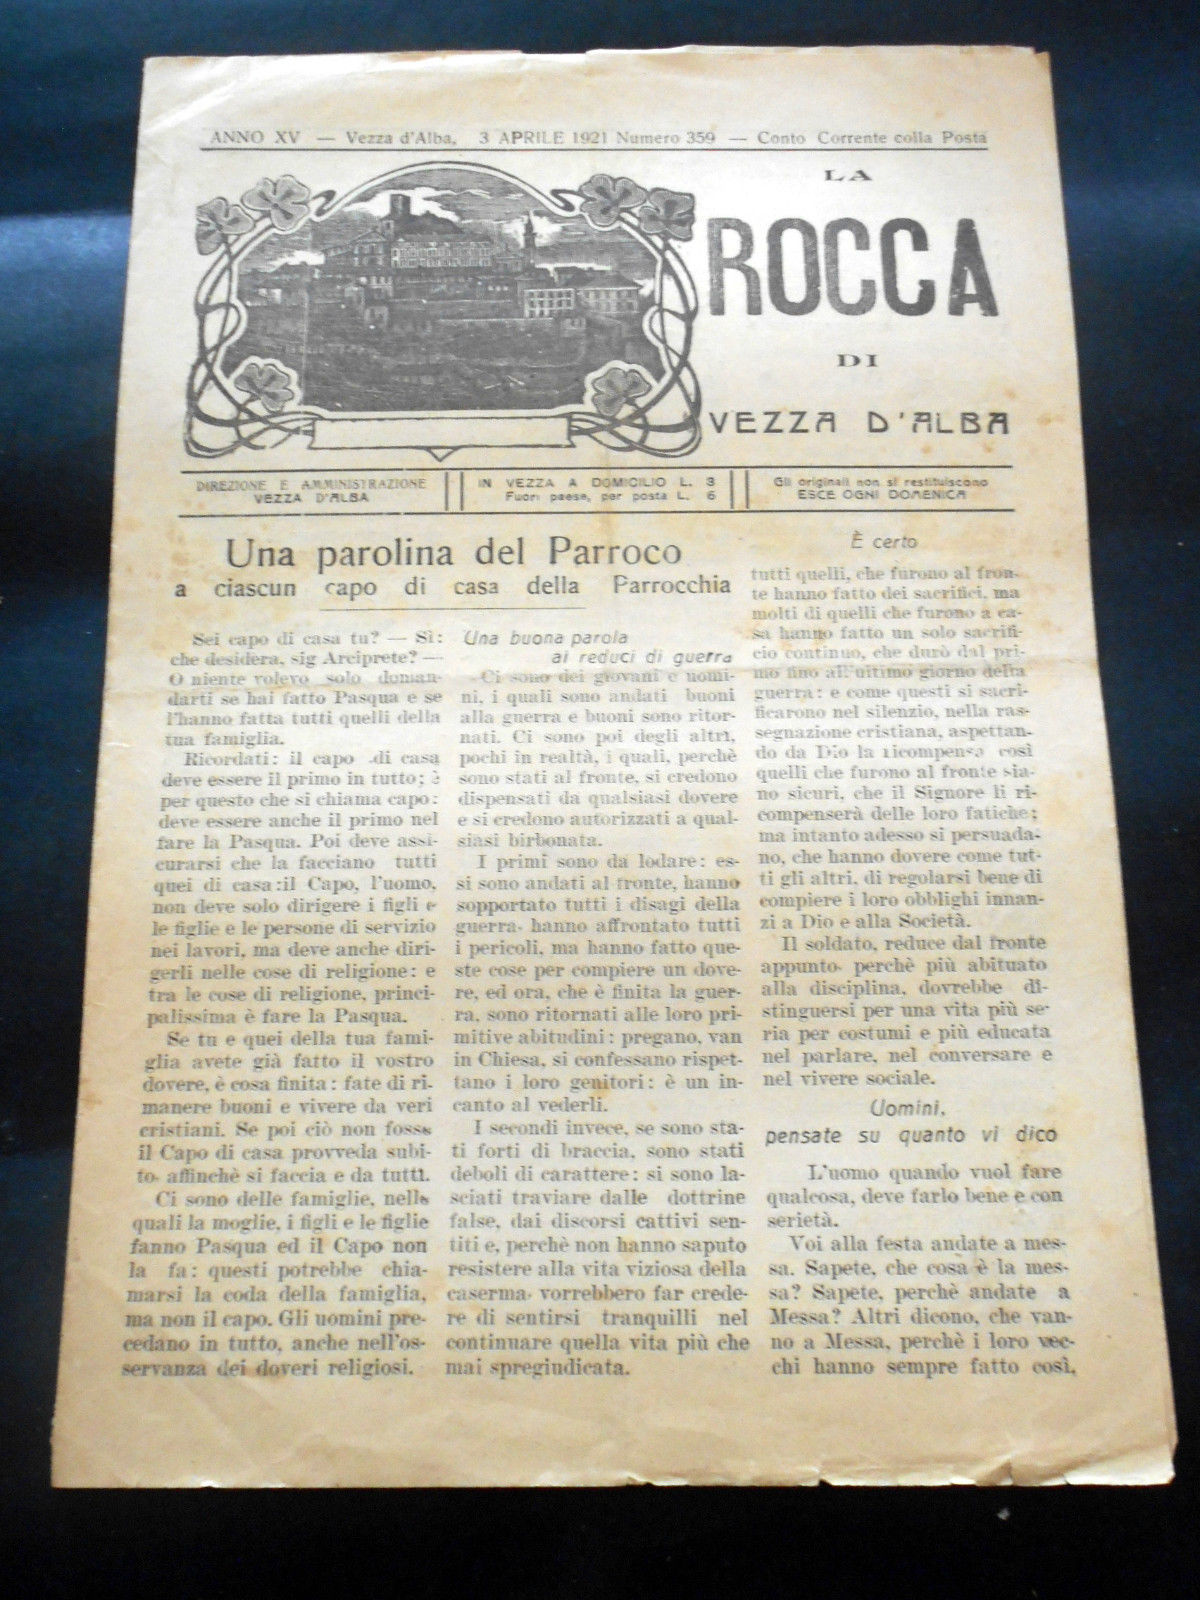 ANNO XV — Vezza d'Alba, 3 APRILE 1921 Numero 359 — Conto Corrente colla Posta
LA
ROCCA
DI
VEZZA D'ALBA
DIREZIONE E AMMINISTRAZIONE
VEZZA D'ALBA
IN VEZZA A DOMICILIO L. 3
Fuori paese, per posta L. 6
Gli originali non si restituiscono
ESCE OGNI DOMENICA
Una parolina del Parroco
a ciascun capo di casa della Parrocchia
Sei capo di casa tu? — Sì:
che desidera, sig Arciprete? —
O niente volevo solo doman-
darti se hai fatto Pasqua e se
l'hanno fatta tutti quelli della
tua famiglia.
Ricordati: il capo di casa
deve essere il primo in tutto; è
per questo che si chiama capo:
deve essere anche il primo nel
fare la Pasqua. Poi deve assi-
curarsi che la facciano tutti
quei di casa:il Capo, l'uomo,
non deve solo dirigere i figli e
le figlie e le persone di servizio
nei lavori, ma deve anche diri-
gerli nelle cose di religione: e
tra le cose di religione, princi-
palissima è fare la Pasqua.
Se tu e quei della tua fami-
glia avete già fatto il vostro
dovere, è cosa finita: fate di ri-
manere buoni e vivere da veri
cristiani. Se poi ciò non fosse
il Capo di casa provveda subi-
to, affinchè si faccia e da tutti.
Ci sono delle famiglie, nelle
quali la moglie, i figli e le figlie
fanno Pasqua ed il Capo non
la fa: questi potrebbe chia-
marsi la coda della famiglia,
ma non il capo. Gli uomini pre-
cedano in tutto, anche nell'os-
servanza dei doveri religiosi.
Una buona parola
ai reduci di guerra
Ci sono dei giovani e uomi-
ni, i quali sono andati buoni
alla guerra e buoni sono ritor-
nati. Ci sono poi degli altri,
pochi in realtà, i quali, perchè
sono stati al fronte, si credono
dispensati da qualsiasi dovere
e si credono autorizzati a qual-
siasi birbonata.
I primi sono da lodare: es-
si sono andati al fronte, hanno
sopportato tutti i disagi della
guerra, hanno affrontato tutti
i pericoli, ma hanno fatto que-
ste cose per compiere un dove-
re, ed ora, che è finita la guer-
ra, sono ritornati alle loro pri-
mitive abitudini: pregano, van
in Chiesa, si confessano rispet-
tano i loro genitori: è un in-
canto al vederli.
I secondi invece, se sono sta-
ti forti di braccia, sono stati
deboli di carattere: si sono la-
sciati traviare dalle dottrine
false, dai discorsi cattivi sen-
titi e, perchè non hanno saputo
resistere alla vita viziosa della
caserma, vorrebbero far crede-
re di sentirsi tranquilli nel
continuare quella vita più che
mai spregiudicata.
È certo
tutti quelli, che furono al fron-
te hanno fatto dei sacrifici, ma
molti di quelli che furono a ca-
sa hanno fatto un solo sacrifi-
cio continuo, che durò dal pri-
mo fino all'ultimo giorno della
guerra: e come questi si sacri-
ficarono nel silenzio, nella ras-
segnazione cristiana, aspettan-
do da Dio la ricompensa così
quelli che furono al fronte sia-
no sicuri, che il Signore li ri-
compenserà delle loro fatiche;
ma intanto adesso si persuada-
no, che hanno dovere come tut-
ti gli altri, di regolarsi bene di
compiere i loro obblighi innan-
zi a Dio e alla Società.
Il soldato, reduce dal fronte
appunto, perchè più abituato
alla disciplina, dovrebbe di-
stinguersi per una vita più se-
ria per costumi e più educata
nel parlare, nel conversare e
nel vivere sociale.
Uomini,
pensate su quanto vi dico
L'uomo quando vuol fare
qualcosa, deve farlo bene e con
serietà.
Voi alla festa andate a mes-
sa. Sapete, che cosa è la mes-
sa? Sapete, perchè andate a
Messa? Altri dicono, che van-
no a Messa, perchè i loro vec-
chi hanno sempre fatto così,